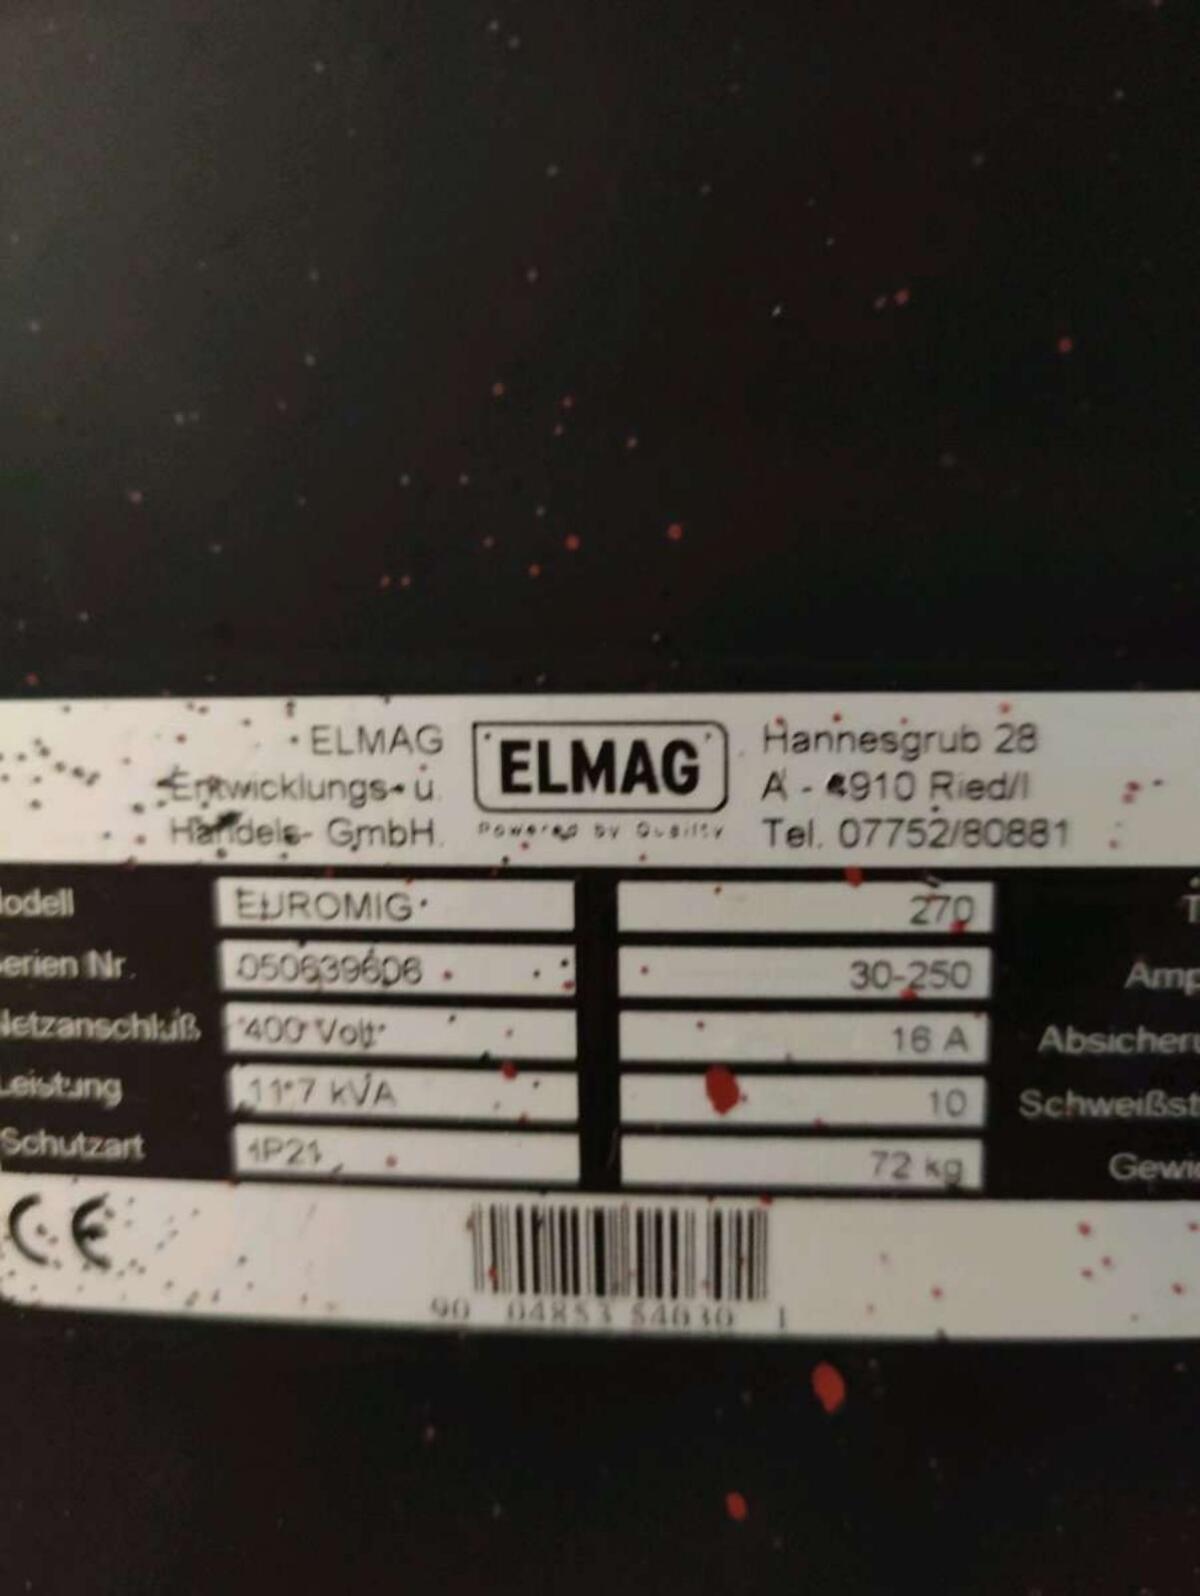 ELMAG
Entwicklungs- u.
Handels- GmbH.
ELMAG
Powered by Quality
Hannesgrub 28
A - 4910 Ried/I
Tel. 07752/80881
odell EUROMIG 270 T
erien Nr. 050639606 30-250 Amp
etzanschluß 400 Volt 16 A Absicheru
Leistung 11.7 kVA 10 Schweißst
Schutzart IP21 72 kg Gewic
CE
90 04853 54030 1